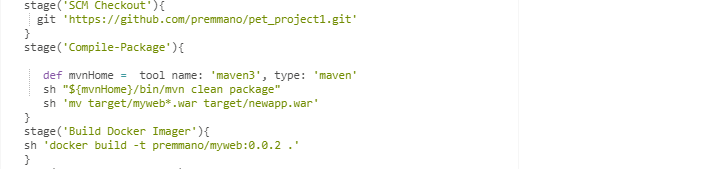 stage('SCM Checkout'){
git 'https://github.com/premmano/pet_project1.git'
}
stage('Compile-Package'){
def mvnHome =  tool name: 'maven3', type: 'maven'
sh "${mvnHome}/bin/mvn clean package"
sh 'mv target/myweb*.war target/newapp.war'
}
stage('Build Docker Imager'){
sh 'docker build -t premmano/myweb:0.0.2 .'
}